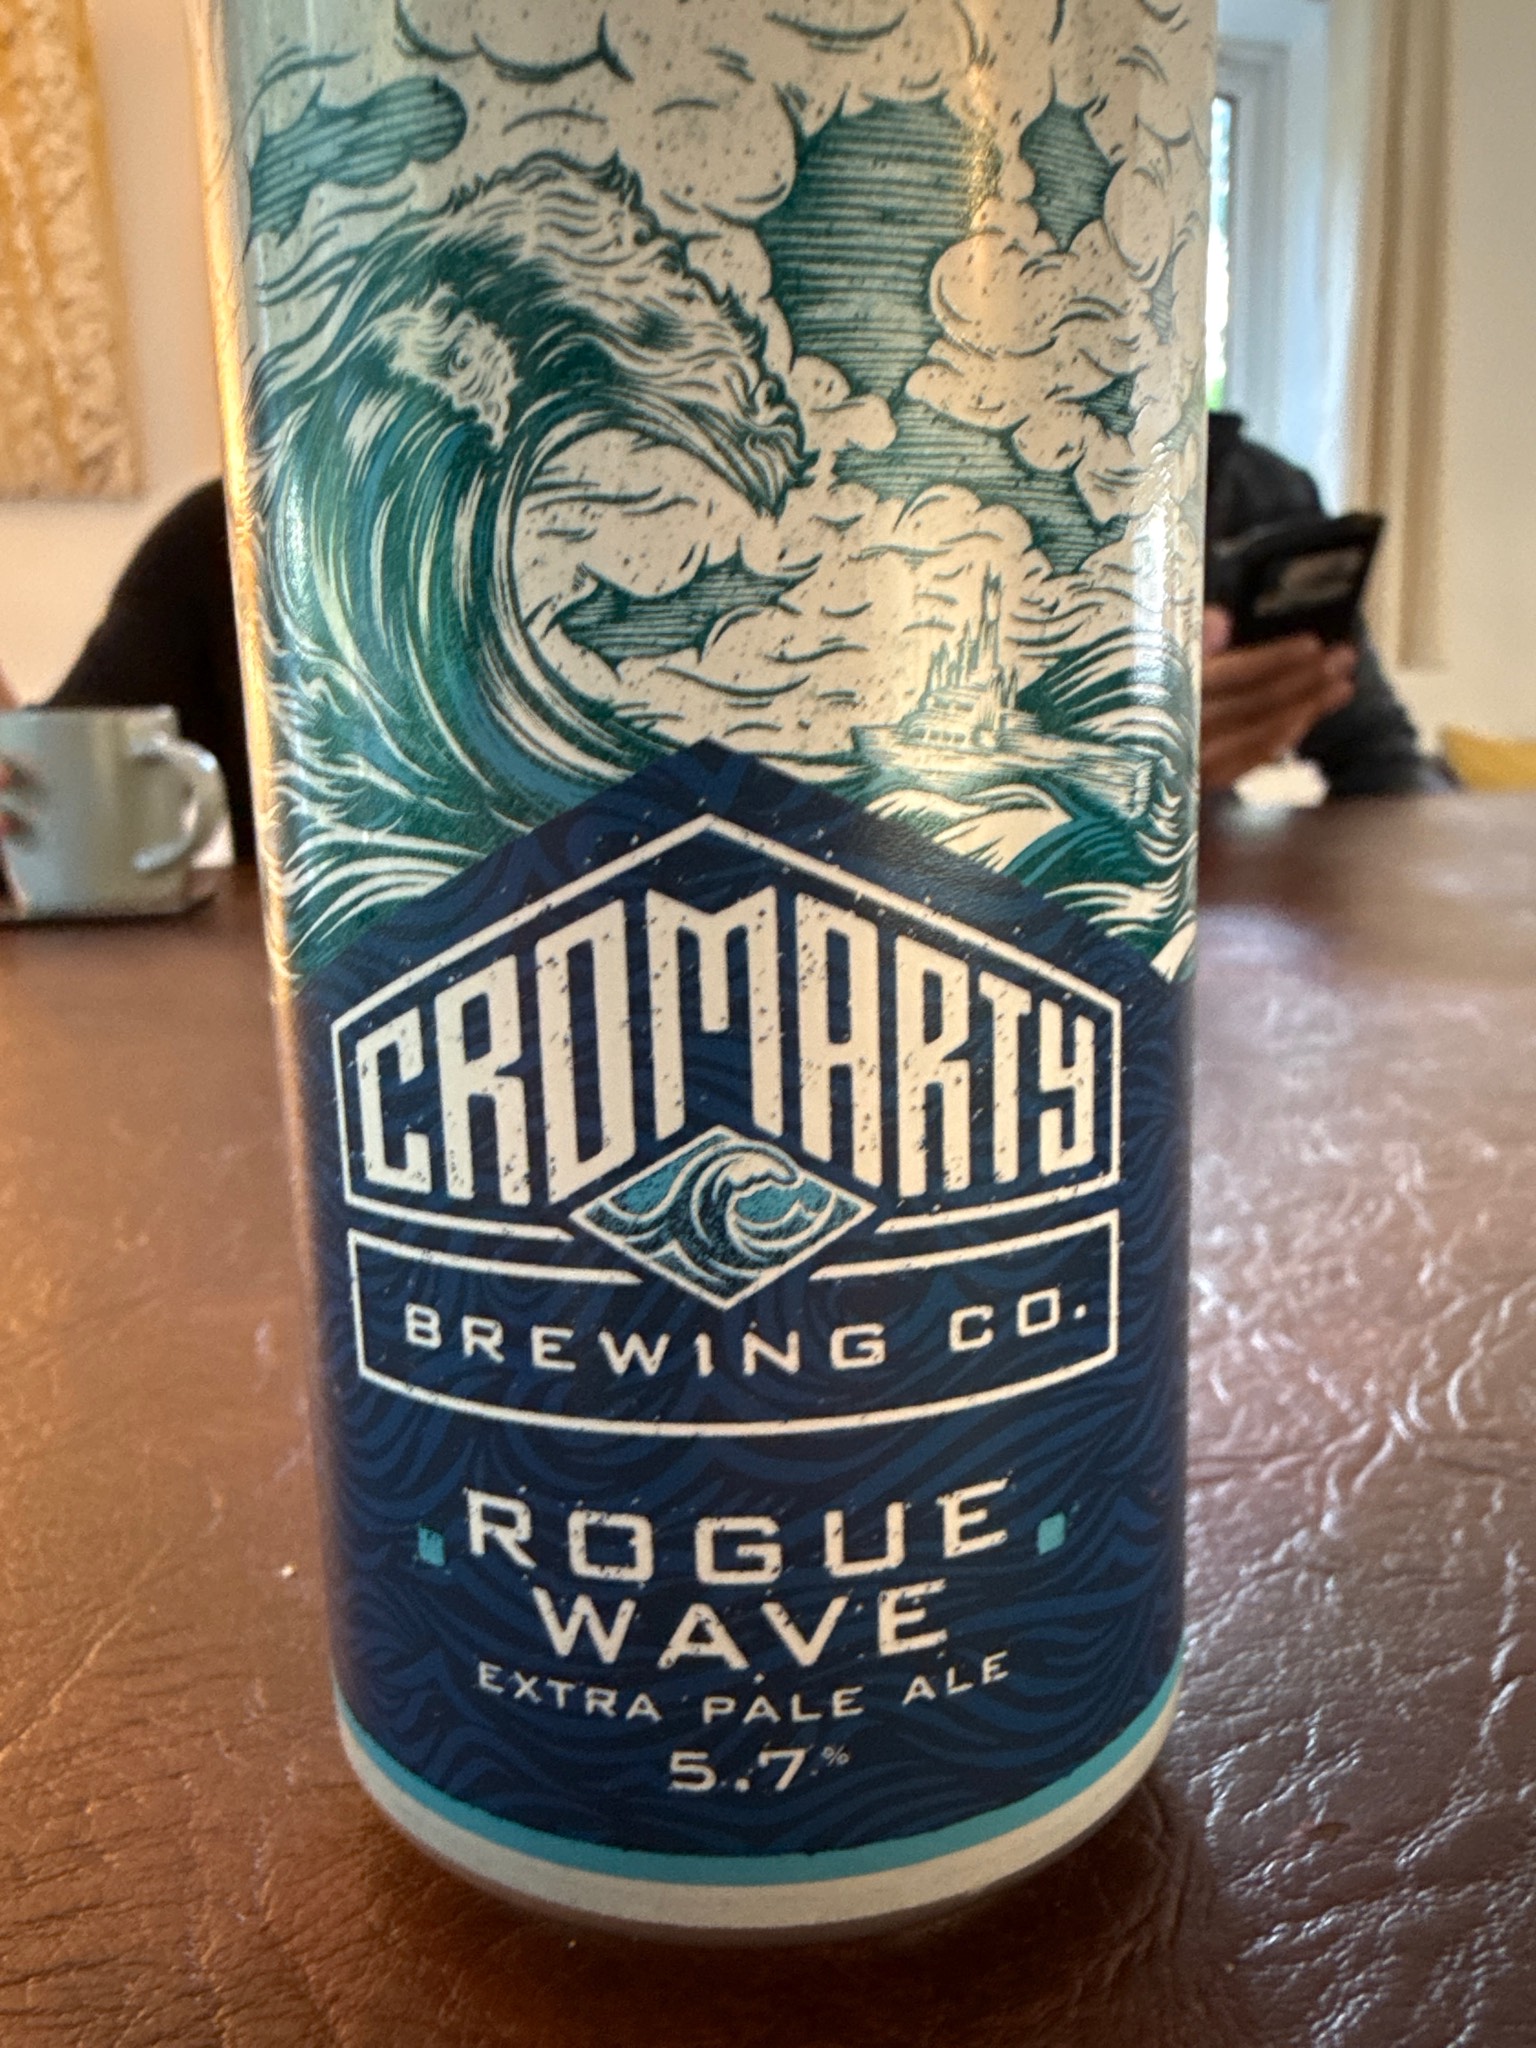 CROMARTY
BREWING CO.
ROGUE
WAVE
EXTRA PALE ALE
5.7%